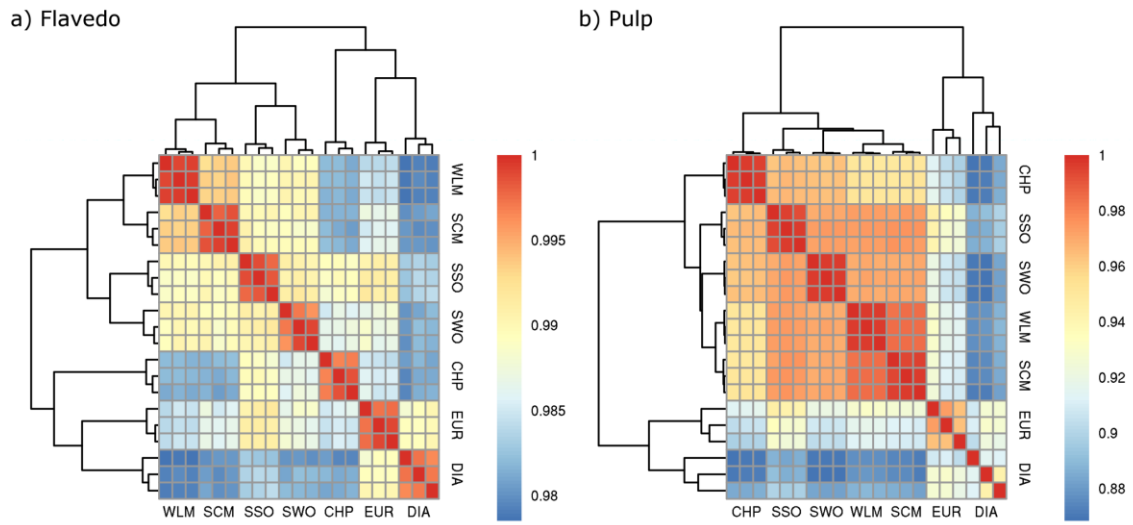 a) Flavedo
b) Pulp
WLM
SCM
SSO
SWO
CHP
EUR
DIA
1
0.995
0.99
0.985
0.98
WLM SCM SSO SWO CHP EUR DIA
CHP
SSO
SWO
WLM
SCM
EUR
DIA
1
0.98
0.96
0.94
0.92
0.9
0.88
CHP SSO SWO WLM SCM EUR DIA